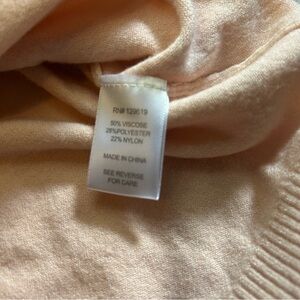 RN# 129619
50% VISCOSE
28%POLYESTER
22% NYLON
MADE IN CHINA
SEE REVERSE
FOR CARE